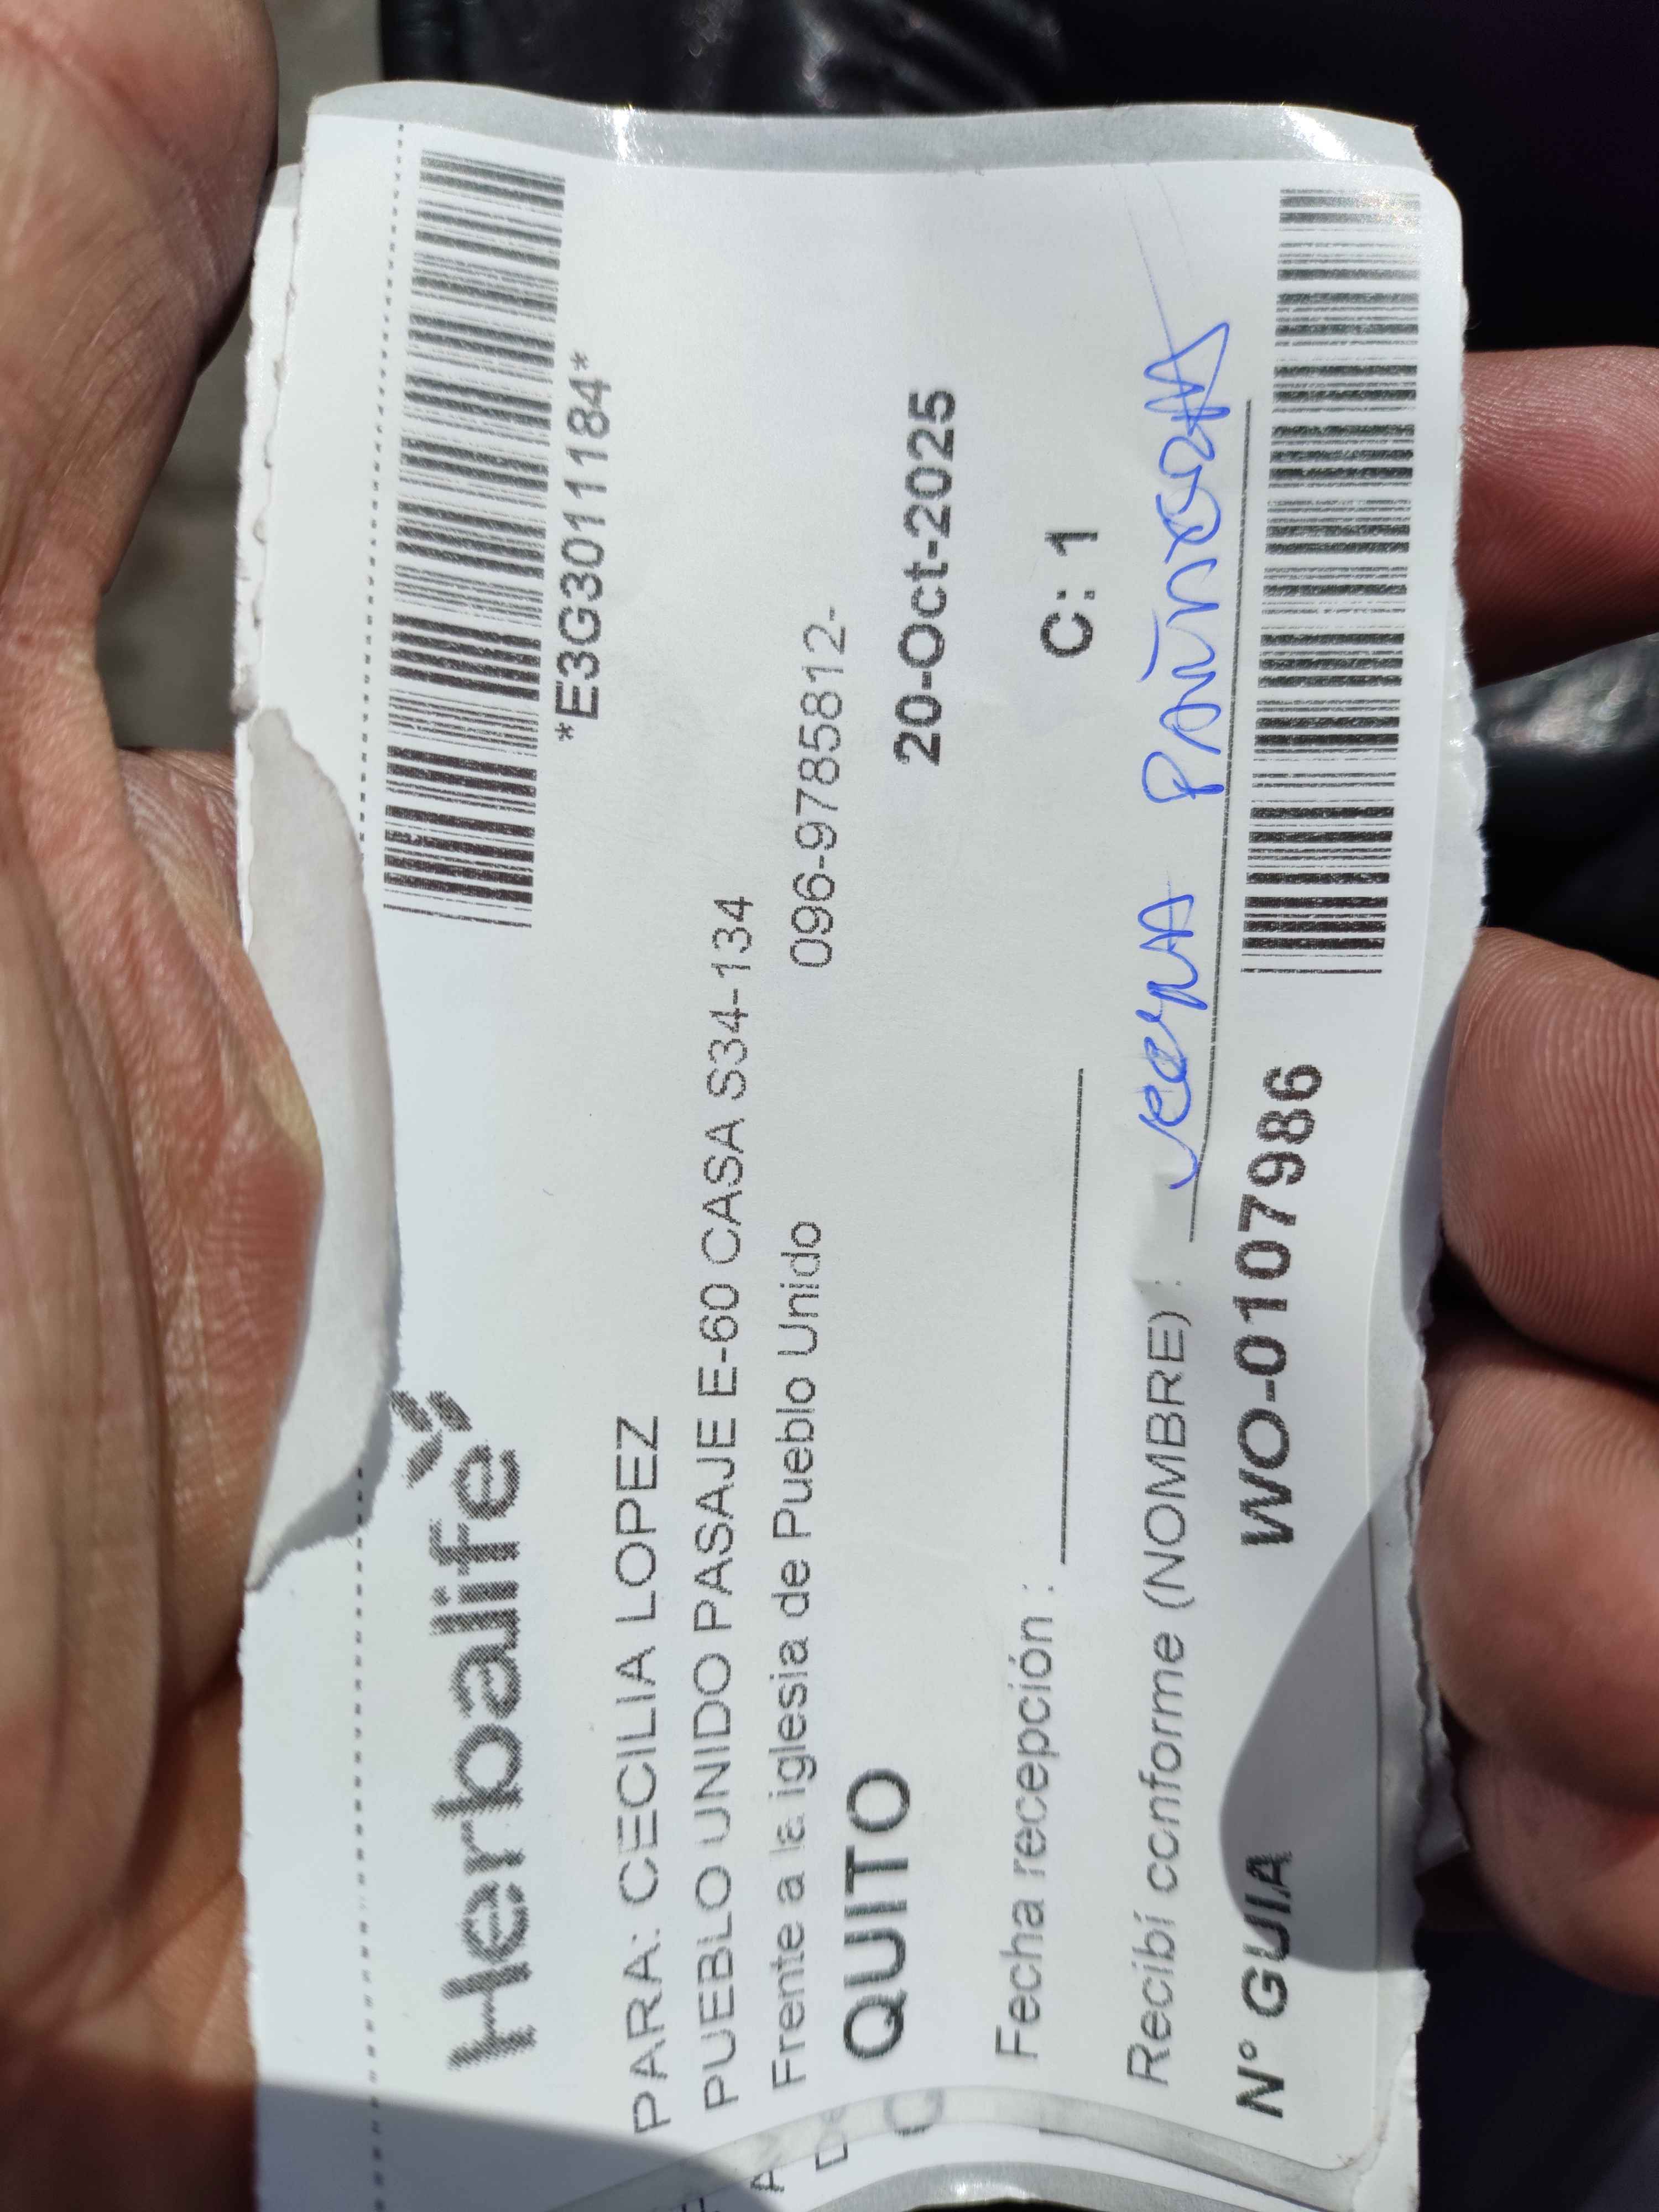 Herbalife
*E3G301184*
PARA: CECILIA LOPEZ
PUEBLO UNIDO PASAJE E-60 CASA S34-134
Frente a la iglesia de Pueblo Unido 096-9785812-
QUITO 20-Oct-2025
Fecha recepción : C: 1
Recibí conforme (NOMBRE) :
N° GUIA WO-0107986